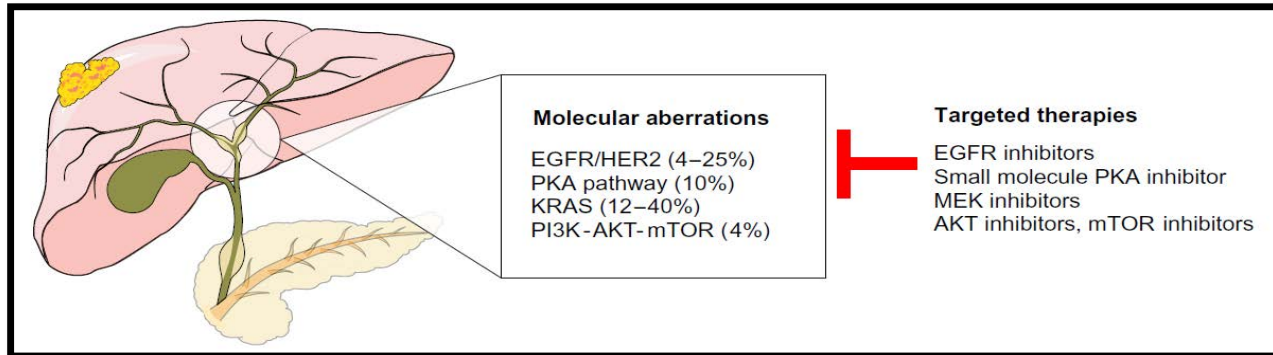 Molecular aberrations
EGFR/HER2 (4–25%)
PKA pathway (10%)
KRAS (12–40%)
PI3K-AKT-mTOR (4%)
Targeted therapies
EGFR inhibitors
Small molecule PKA inhibitor
MEK inhibitors
AKT inhibitors, mTOR inhibitors